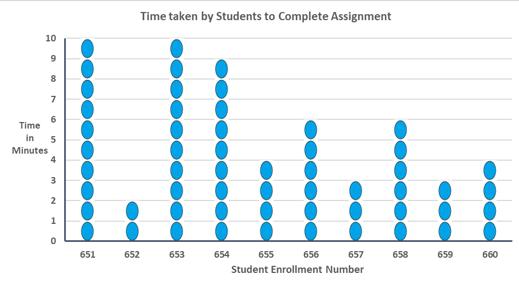 Time taken by Students to Complete Assignment
10
9
8
7
6
5
4
3
2
1
0
Time
in
Minutes
651 652 653 654 655 656 657 658 659 660
Student Enrollment Number